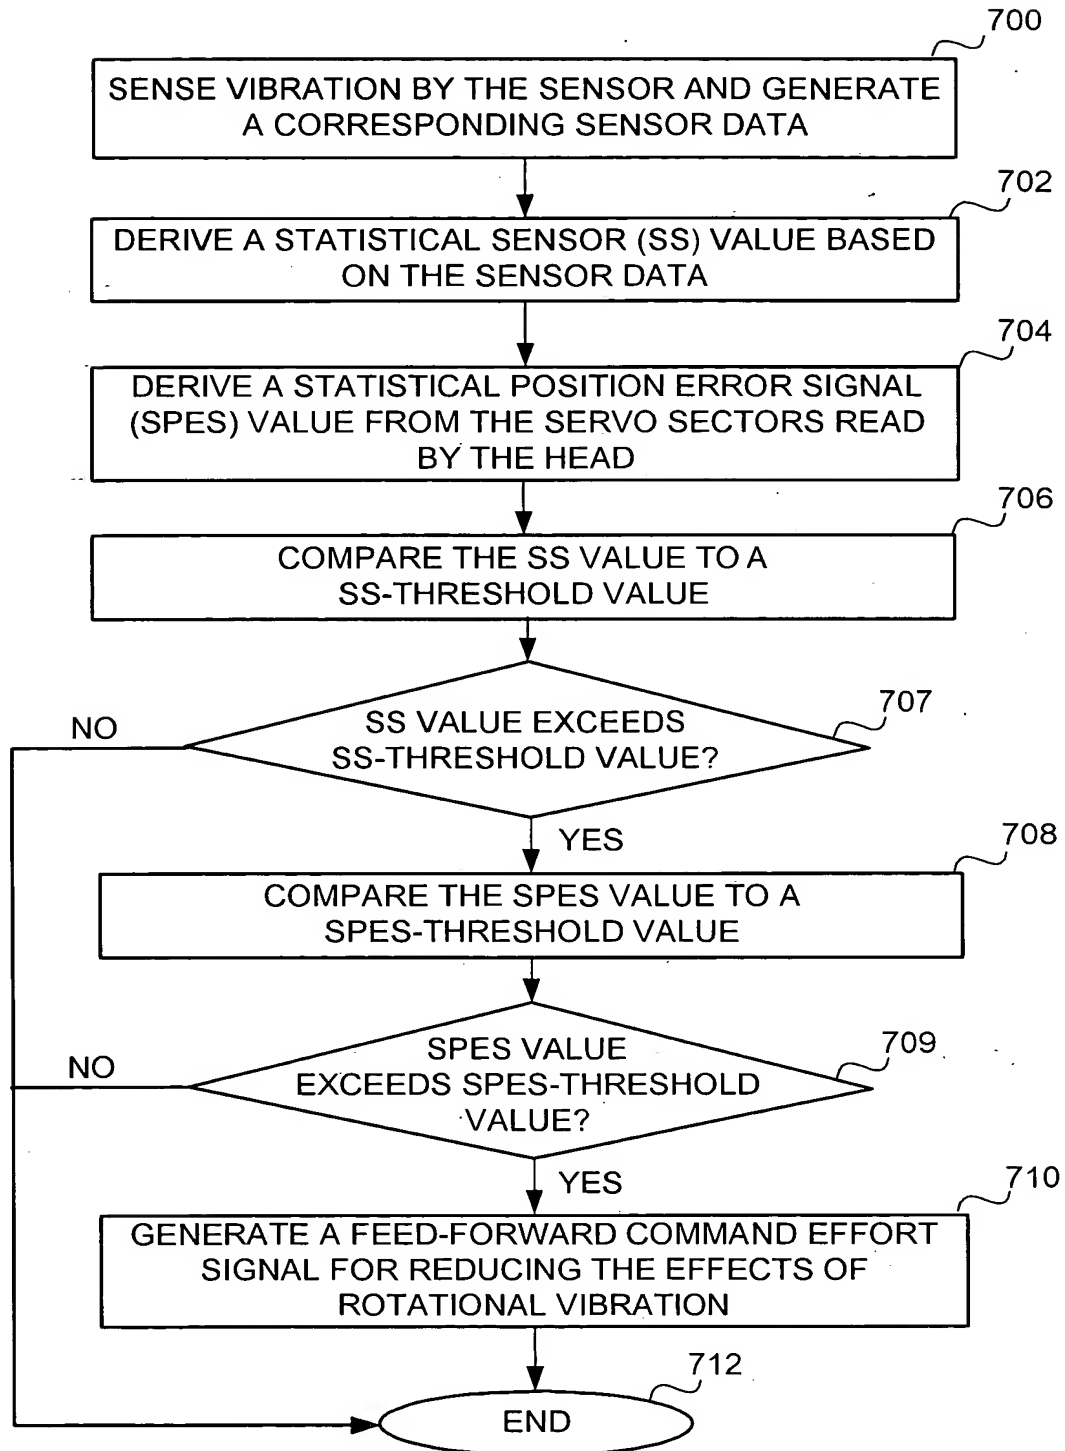 700
SENSE VIBRATION BY THE SENSOR AND GENERATE
A CORRESPONDING SENSOR DATA
702
DERIVE A STATISTICAL SENSOR (SS) VALUE BASED
ON THE SENSOR DATA
704
DERIVE A STATISTICAL POSITION ERROR SIGNAL
(SPES) VALUE FROM THE SERVO SECTORS READ
BY THE HEAD
706
COMPARE THE SS VALUE TO A
SS-THRESHOLD VALUE
707
NO
SS VALUE EXCEEDS
SS-THRESHOLD VALUE?
YES
708
COMPARE THE SPES VALUE TO A
SPES-THRESHOLD VALUE
709
NO
SPES VALUE
EXCEEDS SPES-THRESHOLD
VALUE?
YES
710
GENERATE A FEED-FORWARD COMMAND EFFORT
SIGNAL FOR REDUCING THE EFFECTS OF
ROTATIONAL VIBRATION
712
END